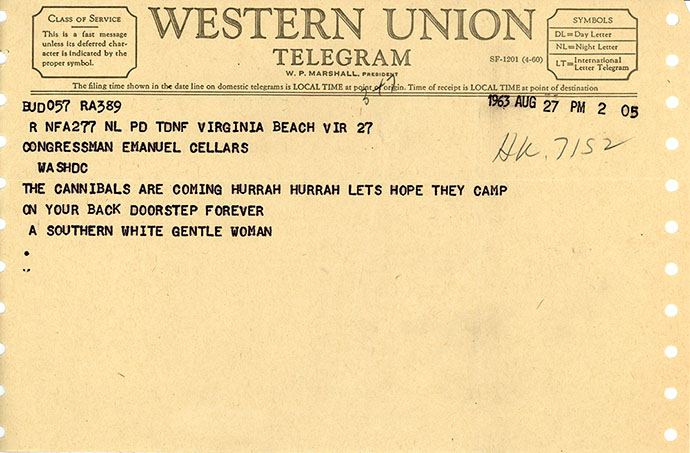 CLASS OF SERVICE
This is a fast message
unless its deferred char-
acter is indicated by the
proper symbol.
WESTERN UNION
TELEGRAM
W. P. MARSHALL, PRESIDENT
SF-1201 (4-60)
SYMBOLS
DL=Day Letter
NL=Night Letter
LT=International Letter Telegram
The filing time shown in the date line on domestic telegrams is LOCAL TIME at point of origin. Time of receipt is LOCAL TIME at point of destination
BUD057 RA389
1963 AUG 27 PM 2 05
R NFA277 NL PD TDNF VIRGINIA BEACH VIR 27
CONGRESSMAN EMANUEL CELLARS
WASHDC
THE CANNIBALS ARE COMING HURRAH HURRAH LETS HOPE THEY CAMP
ON YOUR BACK DOORSTEP FOREVER
A SOUTHERN WHITE GENTLE WOMAN